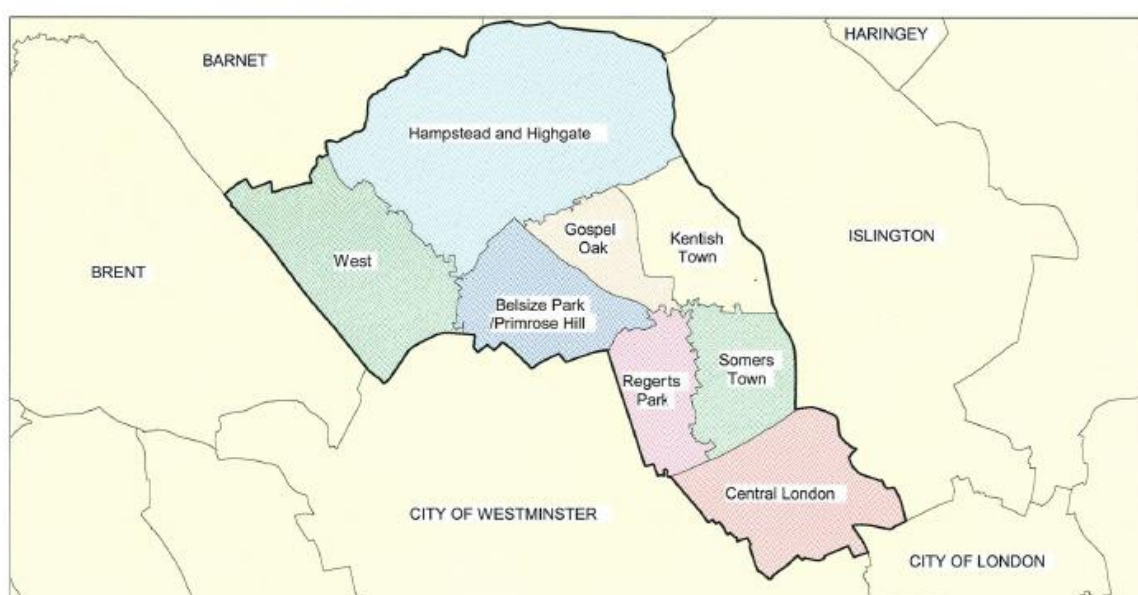 HARINGEY
BARNET
Hampstead and Highgate
Gospel
Oak
Kentish
Town
ISLINGTON
West
BRENT
Belsize Park
/Primrose Hill
Somers
Town
Regerts
Park
Central London
CITY OF WESTMINSTER
CITY OF LONDON